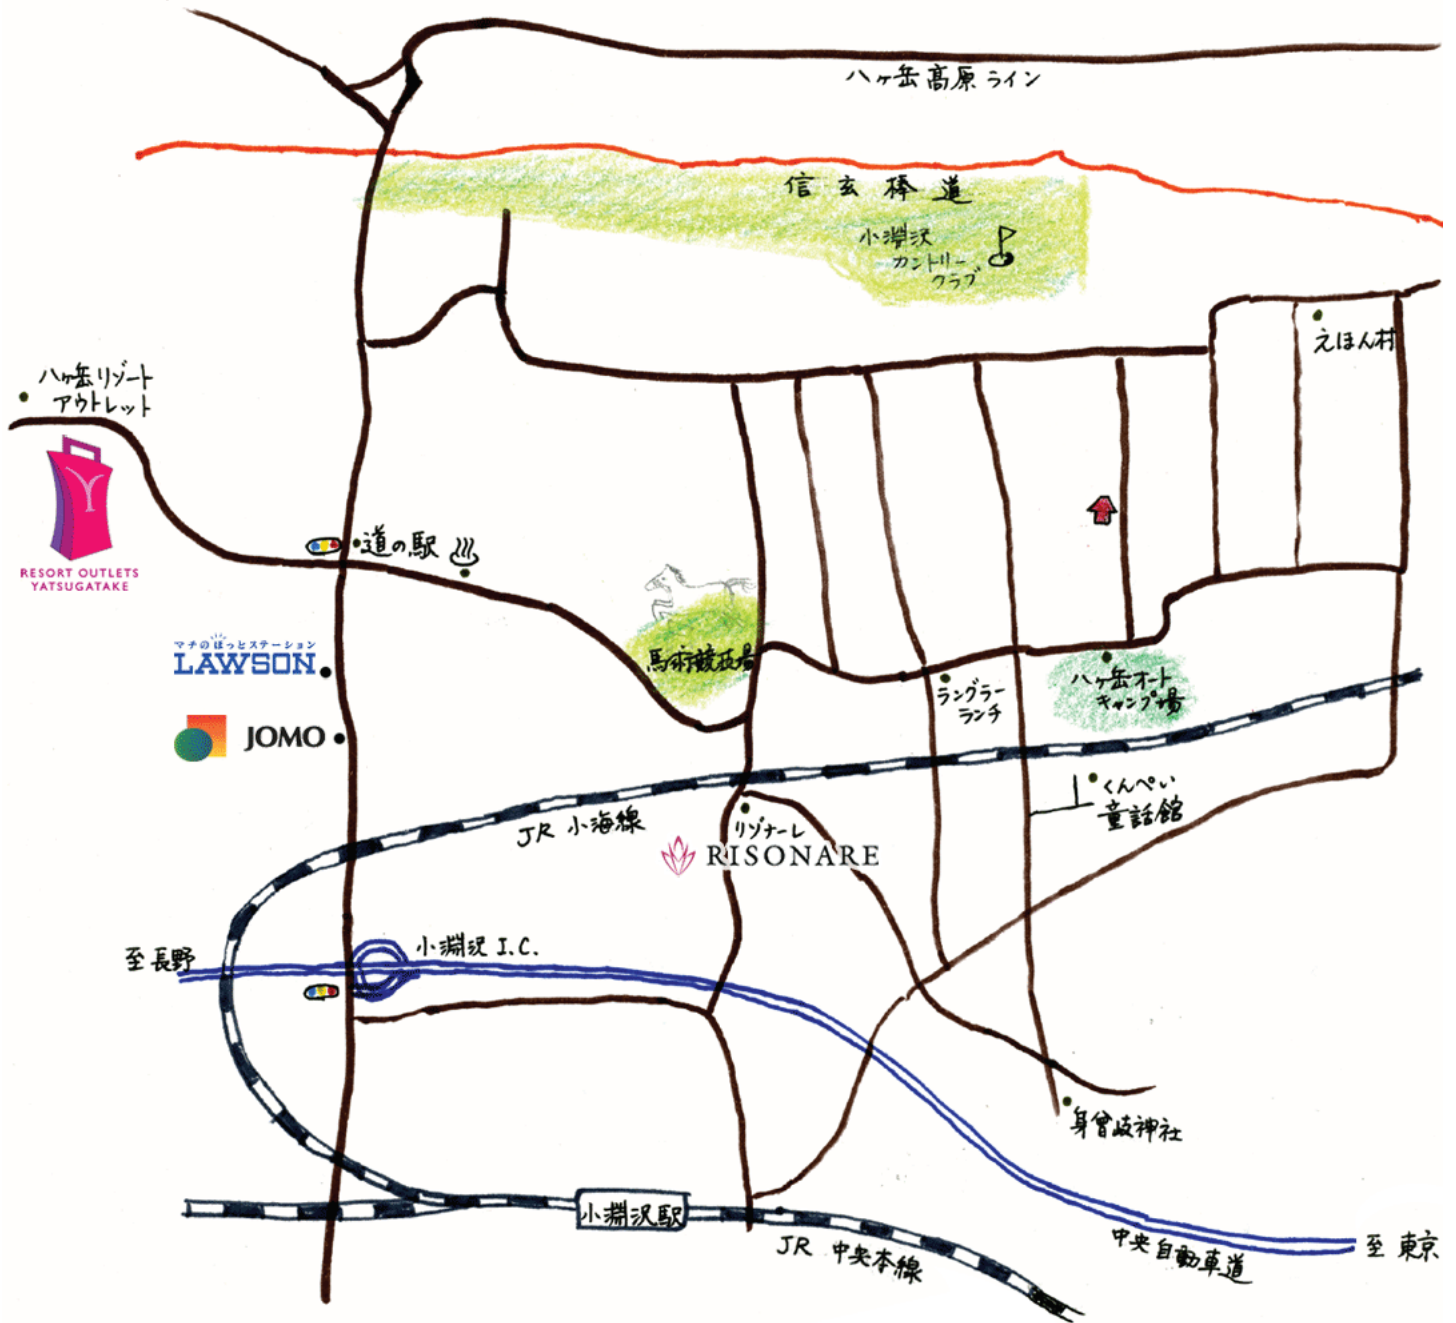 八ヶ岳高原ライン
信玄棒道
小淵沢
カントリー
クラブ
えほん村
八ヶ岳リゾート
アウトレット
RESORT OUTLETS
YATSUGATAKE
道の駅
マチのほっとステーション
LAWSON
馬術競技場
八ヶ岳オート
キャンプ場
ラングラー
ランチ
JOMO
くんぺい
童話館
JR 小海線
リゾナーレ
RISONARE
小淵沢 I.C.
至長野
身曾岐神社
小淵沢駅
JR 中央本線
中央自動車道
至 東京